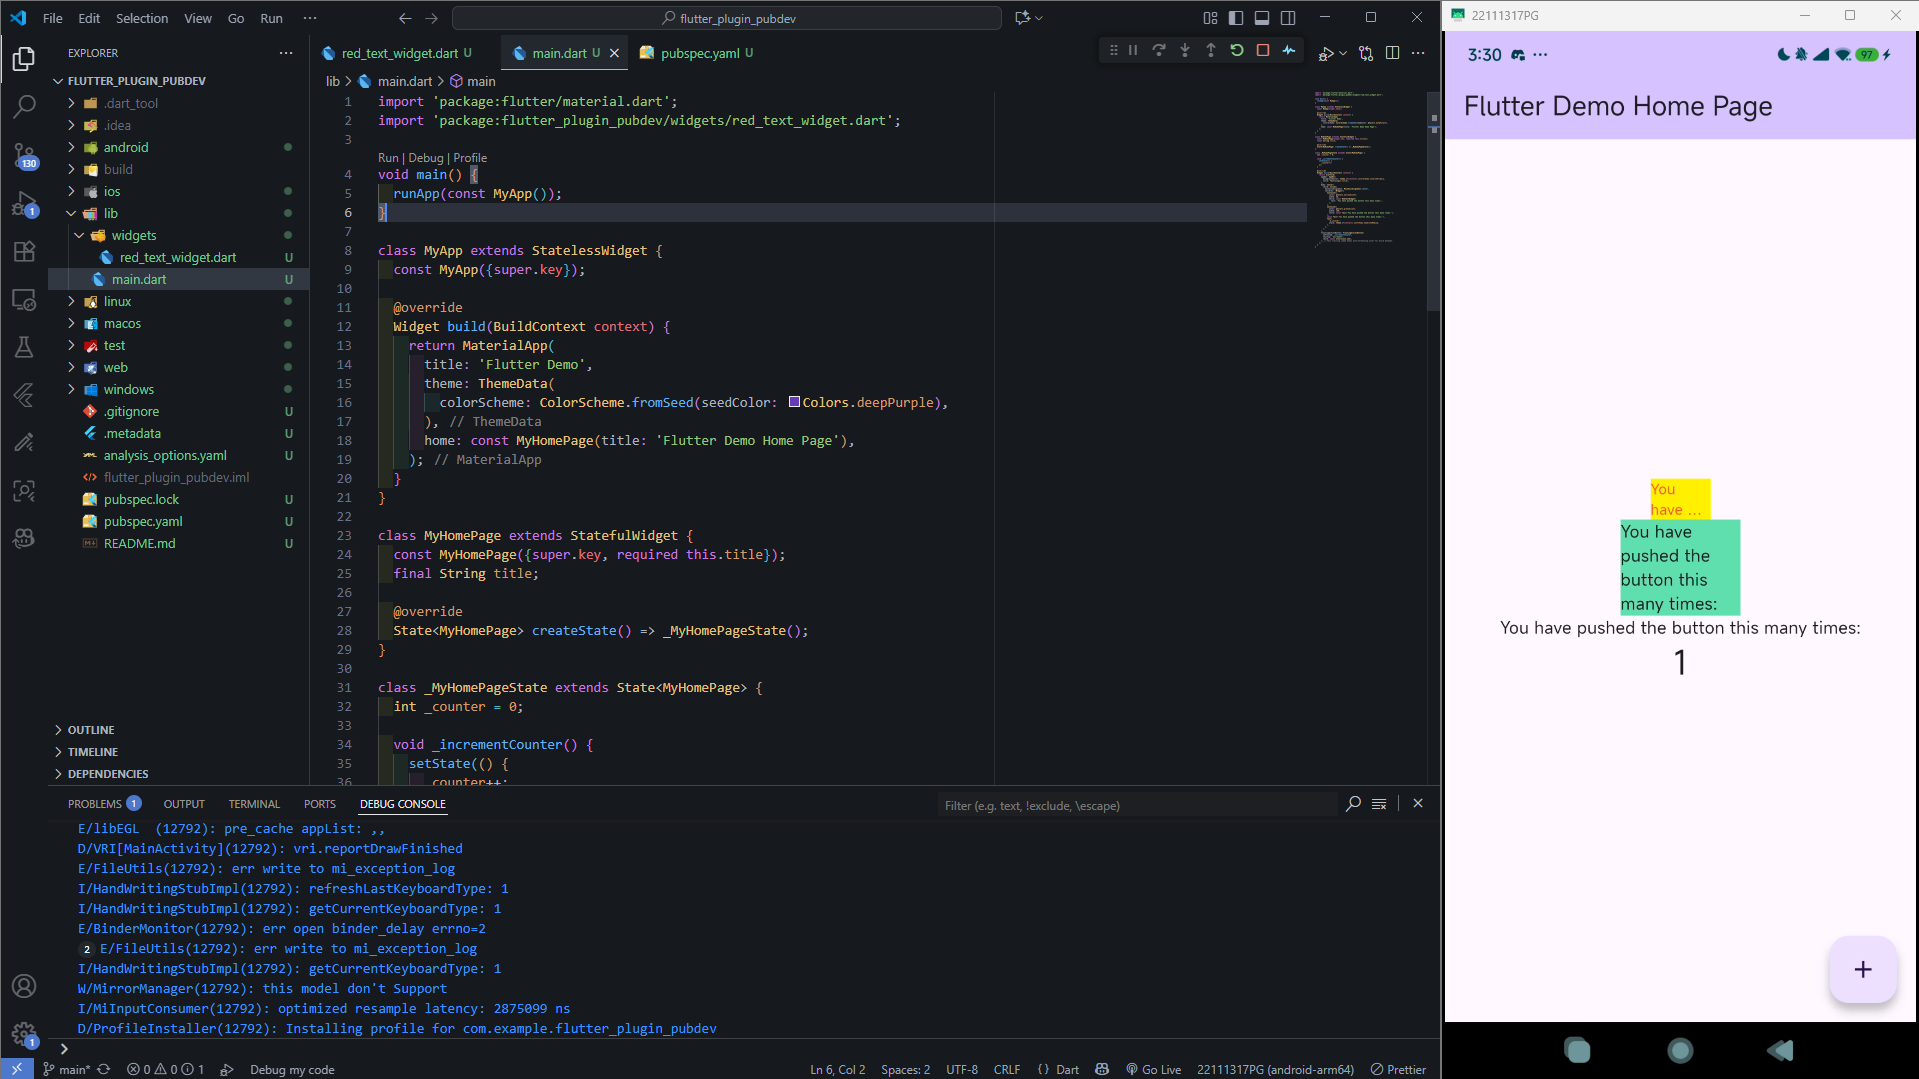 File Edit Selection View Go Run ···
flutter_plugin_pubdev
EXPLORER
FLUTTER_PLUGIN_PUBDEV
.dart_tool
.idea
android
build
ios
lib
widgets
red_text_widget.dart U
main.dart U
linux
macos
test
web
windows
.gitignore U
.metadata U
analysis_options.yaml U
flutter_plugin_pubdev.iml
pubspec.lock U
pubspec.yaml U
README.md U
OUTLINE
TIMELINE
DEPENDENCIES
130
1
1
red_text_widget.dart U
main.dart U
pubspec.yaml U
lib > main.dart > main
1 import 'package:flutter/material.dart';
2 import 'package:flutter_plugin_pubdev/widgets/red_text_widget.dart';
3
Run | Debug | Profile
4 void main() {
5 runApp(const MyApp());
6 }
7
8 class MyApp extends StatelessWidget {
9 const MyApp({super.key});
10
11 @override
12 Widget build(BuildContext context) {
13 return MaterialApp(
14 title: 'Flutter Demo',
15 theme: ThemeData(
16 colorScheme: ColorScheme.fromSeed(seedColor: Colors.deepPurple),
17 ), // ThemeData
18 home: const MyHomePage(title: 'Flutter Demo Home Page'),
19 ); // MaterialApp
20 }
21 }
22
23 class MyHomePage extends StatefulWidget {
24 const MyHomePage({super.key, required this.title});
25 final String title;
26
27 @override
28 State<MyHomePage> createState() => _MyHomePageState();
29 }
30
31 class _MyHomePageState extends State<MyHomePage> {
32 int _counter = 0;
33
34 void _incrementCounter() {
35 setState(() {
36 _counter++;
PROBLEMS 1 OUTPUT TERMINAL PORTS DEBUG CONSOLE
Filter (e.g. text, !exclude, \escape)
E/libEGL (12792): pre_cache appList: ,,
D/VRI[MainActivity](12792): vri.reportDrawFinished
E/FileUtils(12792): err write to mi_exception_log
I/HandWritingStubImpl(12792): refreshLastKeyboardType: 1
I/HandWritingStubImpl(12792): getCurrentKeyboardType: 1
E/BinderMonitor(12792): err open binder_delay errno=2
2 E/FileUtils(12792): err write to mi_exception_log
I/HandWritingStubImpl(12792): getCurrentKeyboardType: 1
W/MirrorManager(12792): this model don't Support
I/MiInputConsumer(12792): optimized resample latency: 2875099 ns
D/ProfileInstaller(12792): Installing profile for com.example.flutter_plugin_pubdev
main* 0 0 1 Debug my code
Ln 6, Col 2 Spaces: 2 UTF-8 CRLF {} Dart Go Live 22111317PG (android-arm64) Prettier
22111317PG
3:30 ··· 97
Flutter Demo Home Page
You
have ...
You have
pushed the
button this
many times:
You have pushed the button this many times:
1
+